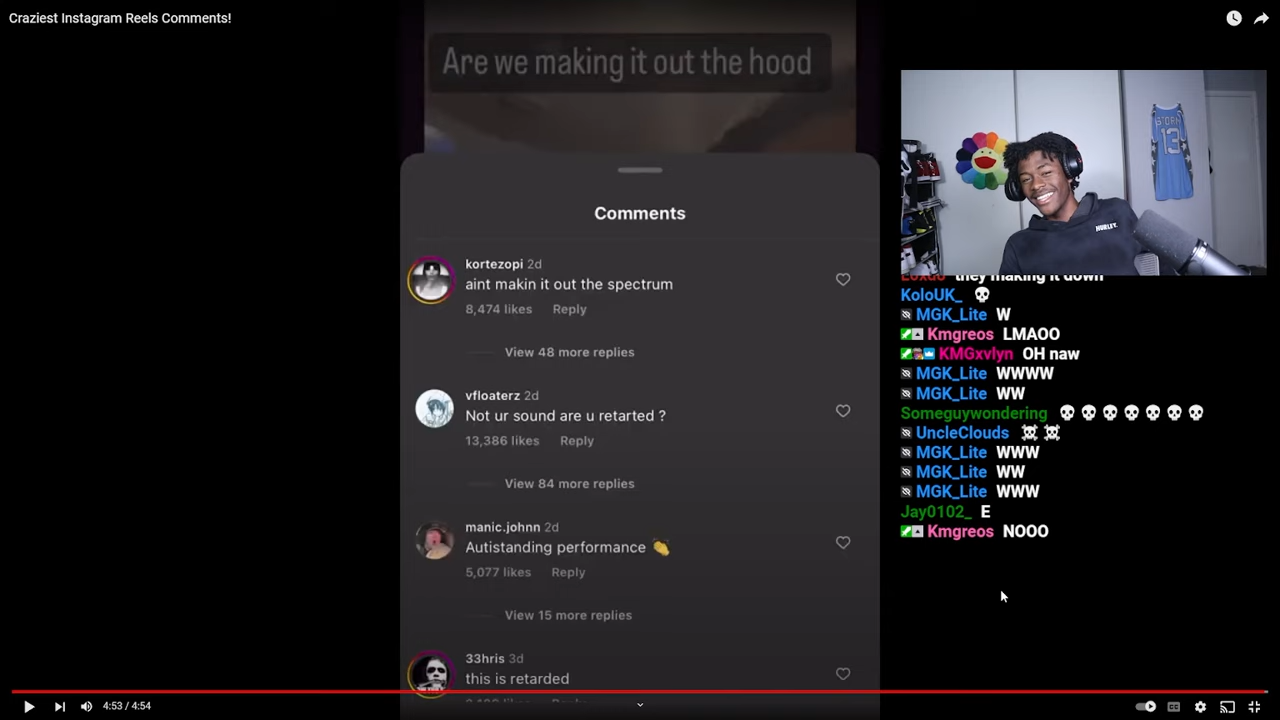 Craziest Instagram Reels Comments!
Are we making it out the hood
Comments
kortezopi 2d
aint makin it out the spectrum
8,474 likes Reply
View 48 more replies
vfloaterz 2d
Not ur sound are u retarted ?
13,386 likes Reply
View 84 more replies
manic.johnn 2d
Autistanding performance 👏
5,077 likes Reply
View 15 more replies
33hris 3d
this is retarded
STORM
13
HURLEY.
they making it down
KoloUK_ 💀
MGK_Lite W
Kmgreos LMAOO
KMGxvlyn OH naw
MGK_Lite WWWW
MGK_Lite WW
Someguywondering 💀💀💀💀💀💀💀
UncleClouds ☠️☠️
MGK_Lite WWW
MGK_Lite WW
MGK_Lite WWW
Jay0102_ E
Kmgreos NOOO
4:53 / 4:54